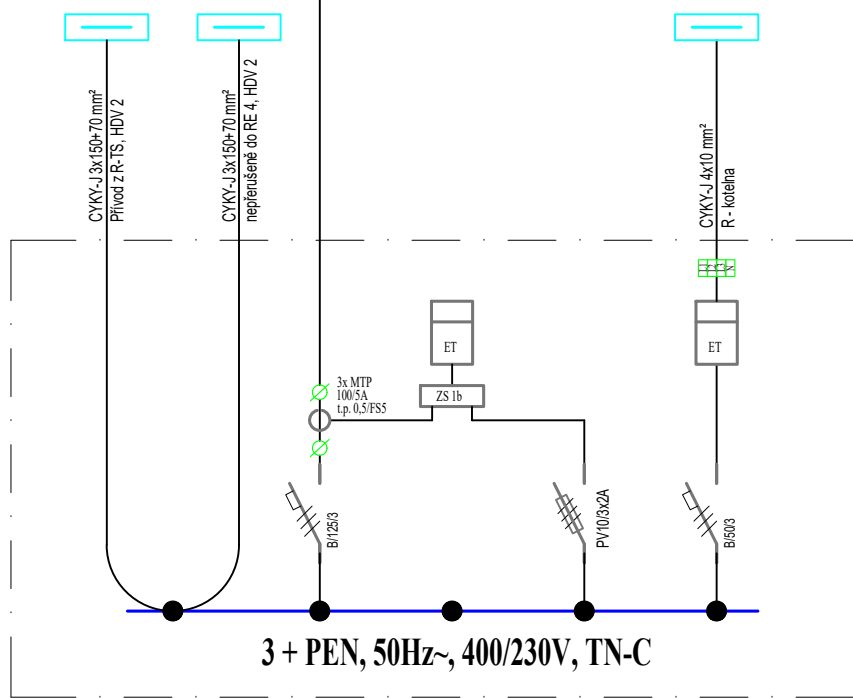 CYKY-J 3x150+70 mm²
Přívod z R-TS, HDV 2
CYKY-J 3x150+70 mm²
nepřerušeně do RE 4, HDV 2
CYKY-J 4x10 mm²
R - kotelna
ET
ET
3x MTP
100/5A
t.p. 0,5/FS5
ZS 1b
B/125/3
PV10/3x2A
B/50/3
3 + PEN, 50Hz~, 400/230V, TN-C